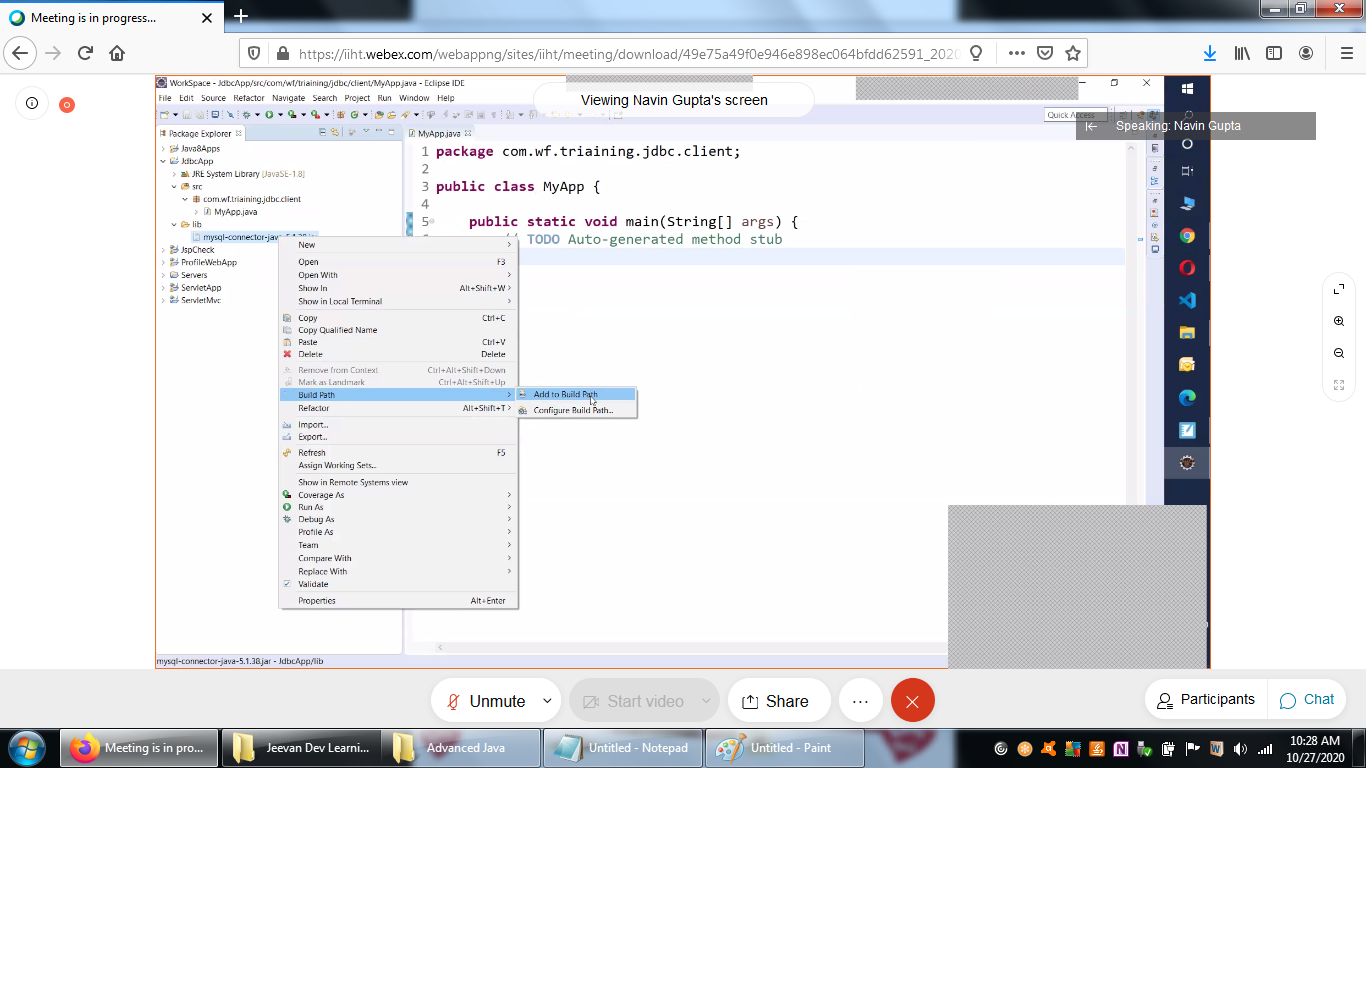 Meeting is in progress...
https://iiht.webex.com/webappng/sites/iiht/meeting/download/49e75a49f0e946e898ec064bfdd62591_202
WorkSpace - JdbcApp/src/com/wf/triaining/jdbc/client/MyApp.java - Eclipse IDE
File Edit Source Refactor Navigate Search Project Run Window Help
Viewing Navin Gupta's screen
Quick Access
Speaking: Navin Gupta
Package Explorer
MyApp.java
Java8Apps
JdbcApp
JRE System Library [JavaSE-1.8]
src
com.wf.triaining.jdbc.client
MyApp.java
lib
mysql-connector-java-5.1.38.jar
JspCheck
ProfileWebApp
Servers
ServletApp
ServletMvc
1 package com.wf.triaining.jdbc.client;
2
3 public class MyApp {
4
5 public static void main(String[] args) {
// TODO Auto-generated method stub
New
Open F3
Open With
Show In Alt+Shift+W
Show in Local Terminal
Copy Ctrl+C
Copy Qualified Name
Paste Ctrl+V
Delete Delete
Remove from Context Ctrl+Alt+Shift+Down
Mark as Landmark Ctrl+Alt+Shift+Up
Build Path
Refactor Alt+Shift+T
Import...
Export...
Refresh F5
Assign Working Sets...
Show in Remote Systems view
Coverage As
Run As
Debug As
Profile As
Team
Compare With
Replace With
Validate
Properties Alt+Enter
Add to Build Path
Configure Build Path...
mysql-connector-java-5.1.38.jar - JdbcApp/lib
Unmute
Start video
Share
Participants
Chat
Meeting is in pro...
Jeevan Dev Learni...
Advanced Java
Untitled - Notepad
Untitled - Paint
10:28 AM
10/27/2020